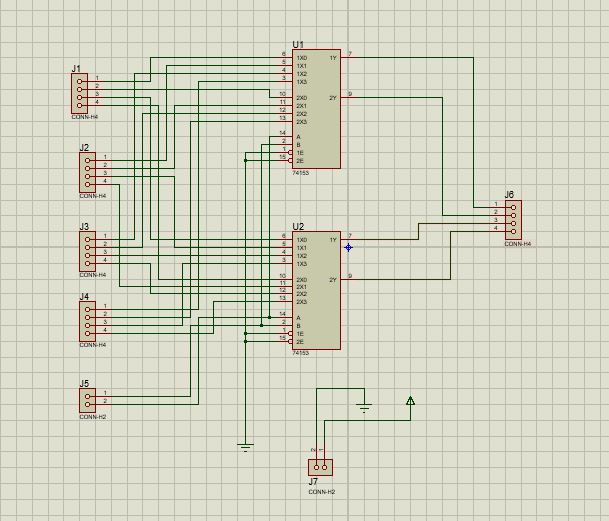 U1
J1
1
2
3
4
CONN-H4
6
5
4
3
10
11
12
13
14
2
1
15
1X0
1X1
1X2
1X3
2X0
2X1
2X2
2X3
A
B
1E
2E
1Y
2Y
7
9
74153
J2
1
2
3
4
CONN-H4
J6
1
2
3
4
CONN-H4
J3
1
2
3
4
CONN-H4
U2
6
5
4
3
10
11
12
13
14
2
1
15
1X0
1X1
1X2
1X3
2X0
2X1
2X2
2X3
A
B
1E
2E
1Y
2Y
7
9
74153
J4
1
2
3
4
CONN-H4
J5
1
2
CONN-H2
2
1
J7
CONN-H2